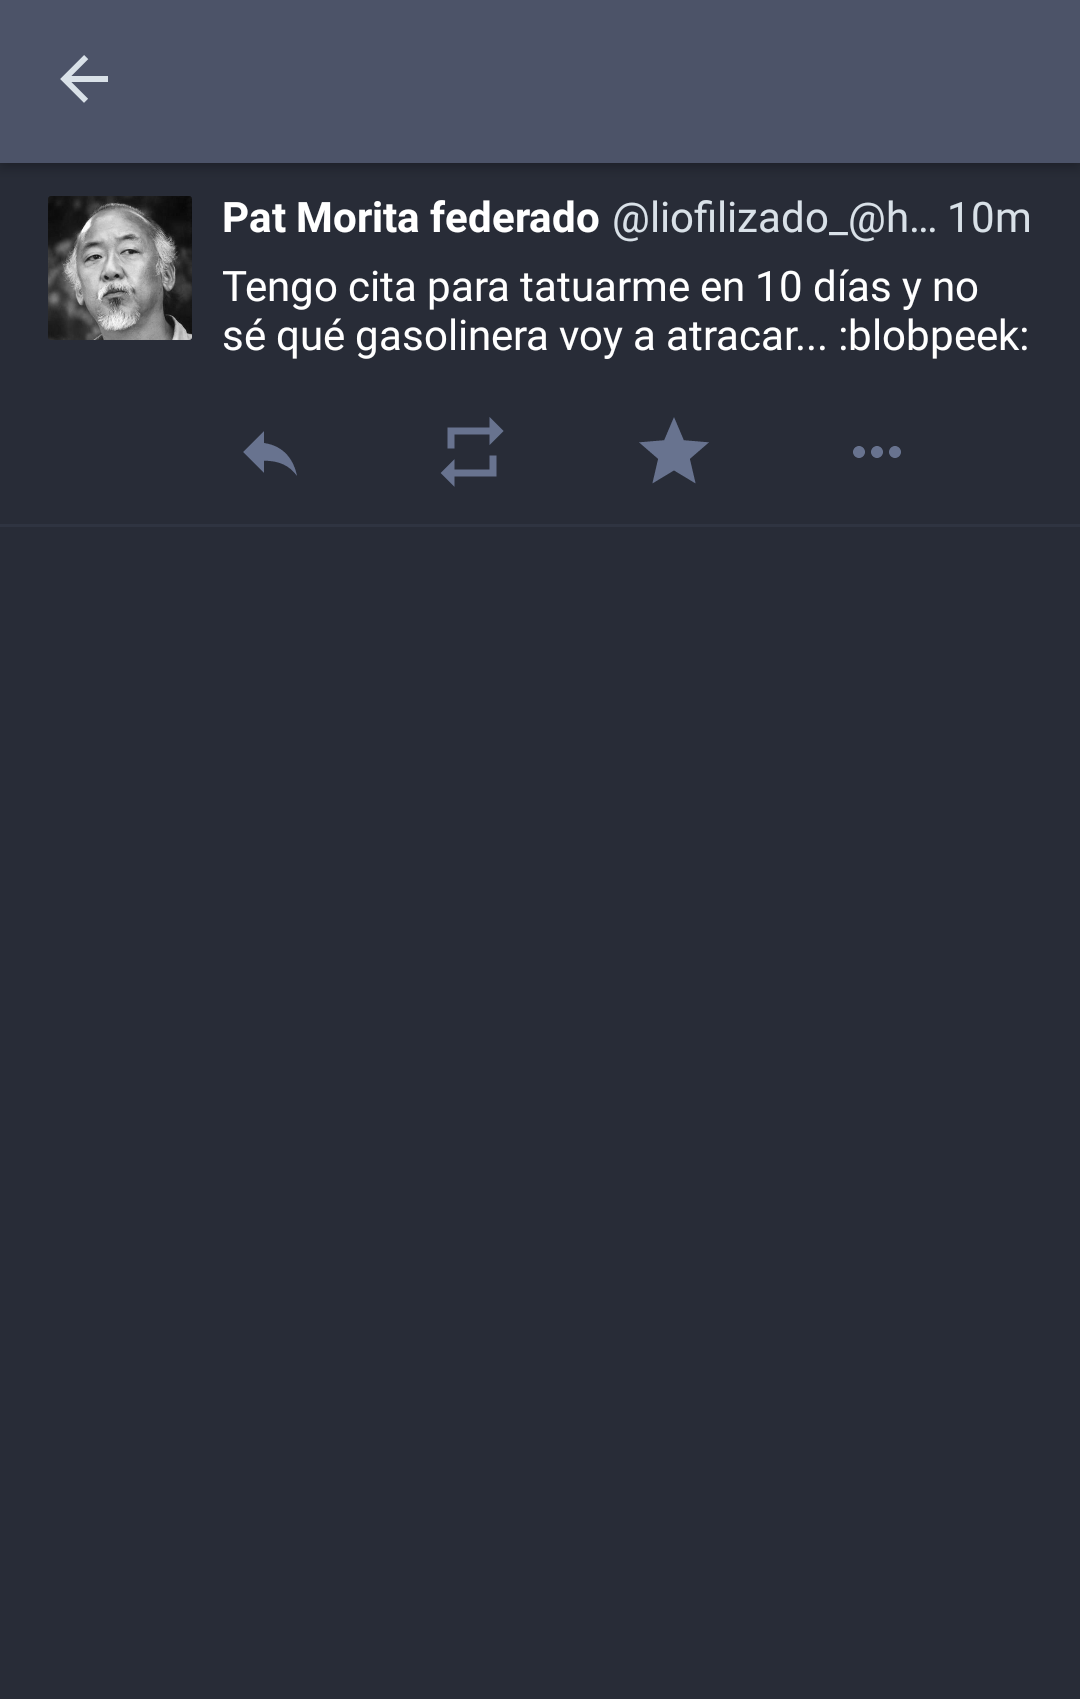 Pat Morita federado @liofilizado_@h... 10m
Tengo cita para tatuarme en 10 días y no
sé qué gasolinera voy a atracar... :blobpeek: